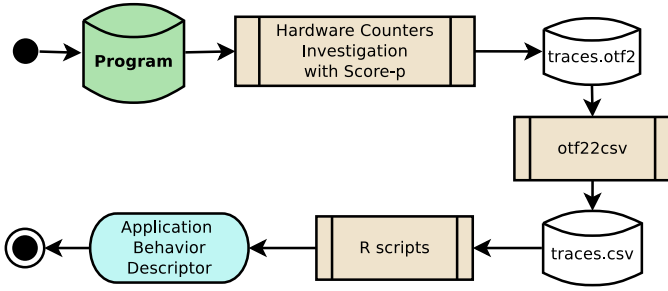 Program
Hardware Counters
Investigation
with Score-p
traces.otf2
otf22csv
traces.csv
R scripts
Application
Behavior
Descriptor